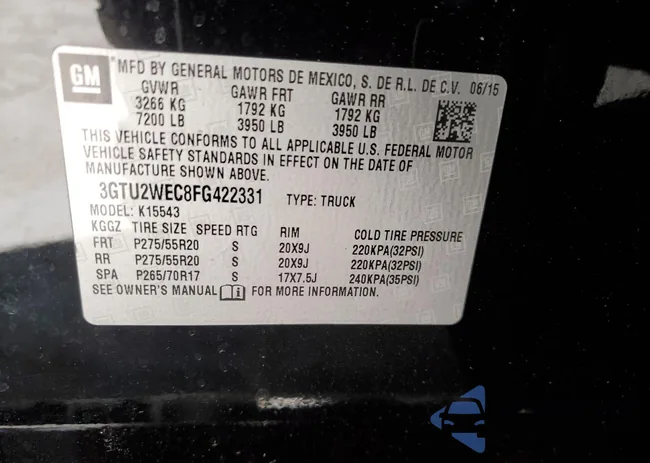 GM
MFD BY GENERAL MOTORS DE MEXICO, S. DE R.L. DE C.V. 06/15
GVWR GAWR FRT GAWR RR
3266 KG 1792 KG 1792 KG
7200 LB 3950 LB 3950 LB
THIS VEHICLE CONFORMS TO ALL APPLICABLE U.S. FEDERAL MOTOR
VEHICLE SAFETY STANDARDS IN EFFECT ON THE DATE OF
MANUFACTURE SHOWN ABOVE.
3GTU2WEC8FG422331 TYPE: TRUCK
MODEL: K15543
KGGZ TIRE SIZE SPEED RTG RIM COLD TIRE PRESSURE
FRT P275/55R20 S 20X9J 220KPA(32PSI)
RR P275/55R20 S 20X9J 220KPA(32PSI)
SPA P265/70R17 S 17X7.5J 240KPA(35PSI)
SEE OWNER'S MANUAL FOR MORE INFORMATION.